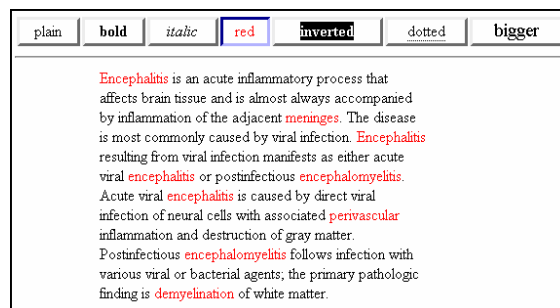 plain bold italic red inverted dotted bigger
Encephalitis is an acute inflammatory process that
affects brain tissue and is almost always accompanied
by inflammation of the adjacent meninges. The disease
is most commonly caused by viral infection. Encephalitis
resulting from viral infection manifests as either acute
viral encephalitis or postinfectious encephalomyelitis.
Acute viral encephalitis is caused by direct viral
infection of neural cells with associated perivascular
inflammation and destruction of gray matter.
Postinfectious encephalomyelitis follows infection with
various viral or bacterial agents; the primary pathologic
finding is demyelination of white matter.